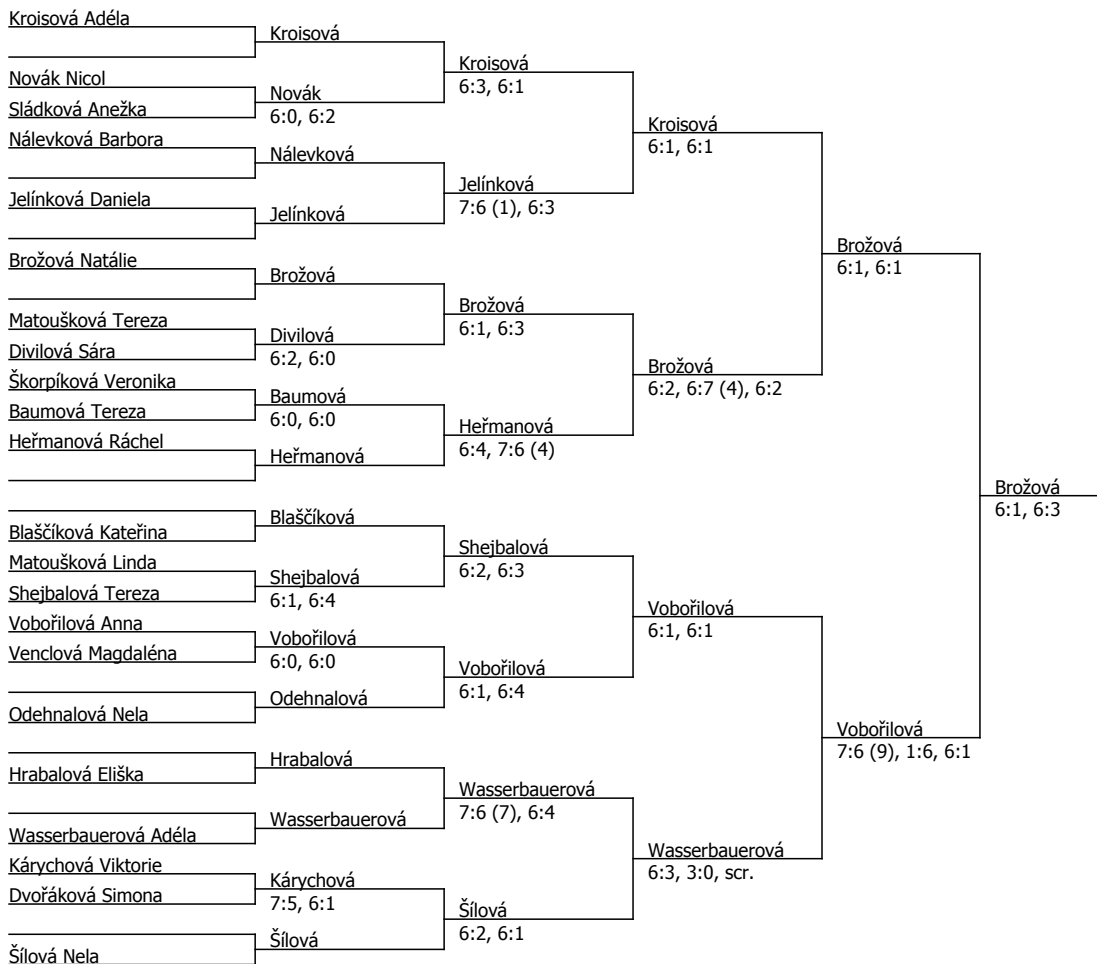 Kroisová Adéla
Novák Nicol
Sládková Anežka
Nálevková Barbora
Jelínková Daniela
Brožová Natálie
Matoušková Tereza
Divilová Sára
Škorpíková Veronika
Baumová Tereza
Heřmanová Ráchel
Blaščíková Kateřina
Matoušková Linda
Shejbalová Tereza
Vobořilová Anna
Venclová Magdaléna
Odehnalová Nela
Hrabalová Eliška
Wasserbauerová Adéla
Kárychová Viktorie
Dvořáková Simona
Šílová Nela
Kroisová
Novák
6:0, 6:2
Nálevková
Jelínková
Brožová
Divilová
6:2, 6:0
Baumová
6:0, 6:0
Heřmanová
Blaščíková
Shejbalová
6:1, 6:4
Vobořilová
6:0, 6:0
Odehnalová
Hrabalová
Wasserbauerová
Kárychová
7:5, 6:1
Šílová
Kroisová
6:3, 6:1
Jelínková
7:6 (1), 6:3
Brožová
6:1, 6:3
Heřmanová
6:4, 7:6 (4)
Shejbalová
6:2, 6:3
Vobořilová
6:1, 6:4
Wasserbauerová
7:6 (7), 6:4
Šílová
6:2, 6:1
Kroisová
6:1, 6:1
Brožová
6:2, 6:7 (4), 6:2
Vobořilová
6:1, 6:1
Wasserbauerová
6:3, 3:0, scr.
Brožová
6:1, 6:1
Vobořilová
7:6 (9), 1:6, 6:1
Brožová
6:1, 6:3